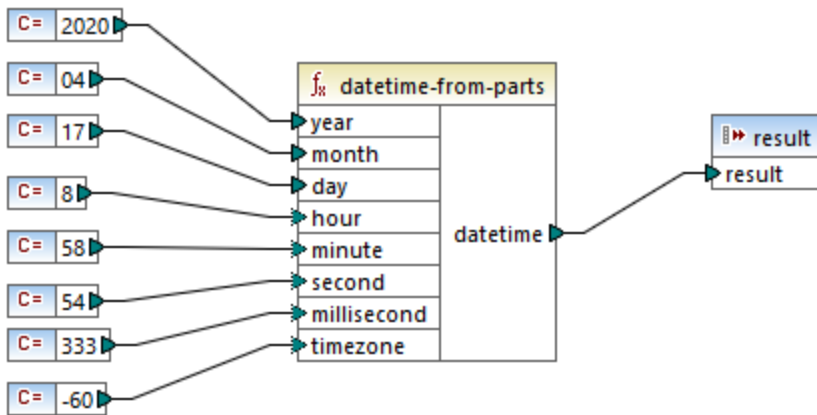 C= 2020
C= 04
C= 17
C= 8
C= 58
C= 54
C= 333
C= -60
fx datetime-from-parts
year
month
day
hour
minute
second
millisecond
timezone
datetime
result
result